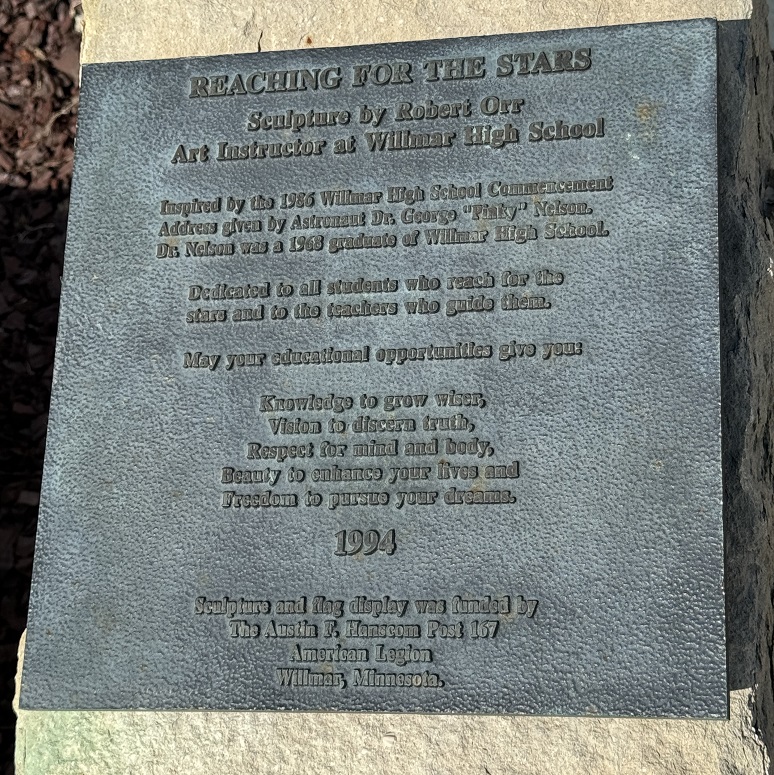 REACHING FOR THE STARS
Sculpture by Robert Orr
Art Instructor at Willmar High School
Inspired by the 1986 Willmar High School Commencement
Address given by Astronaut Dr. George "Pinky" Nelson.
Dr. Nelson was a 1968 graduate of Willmar High School.
Dedicated to all students who reach for the
stars and to the teachers who guide them.
May your educational opportunities give you:
Knowledge to grow wiser,
Vision to discern truth,
Respect for mind and body,
Beauty to enhance your lives and
Freedom to pursue your dreams.
1994
Sculpture and flag display was funded by
The Austin F. Hanscom Post 167
American Legion
Willmar, Minnesota.